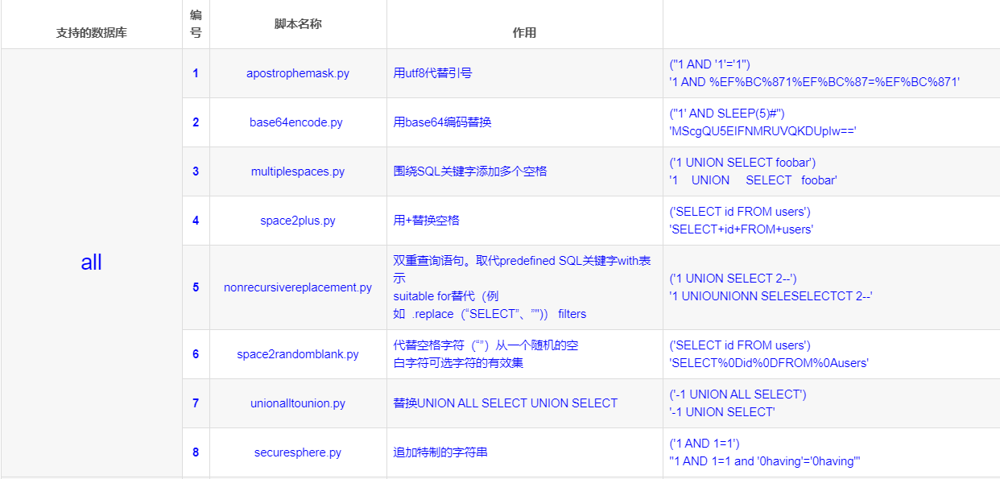 支持的数据库
编号
脚本名称
作用
all
1
apostrophemask.py
用utf8代替引号
("1 AND '1'='1")
'1 AND %EF%BC%871%EF%BC%87=%EF%BC%871'
2
base64encode.py
用base64编码替换
("1' AND SLEEP(5)#")
'MScgQU5EIFNMRUVQKDUpIw=='
3
multiplespaces.py
围绕SQL关键字添加多个空格
('1 UNION SELECT foobar')
'1    UNION     SELECT   foobar'
4
space2plus.py
用+替换空格
('SELECT id FROM users')
'SELECT+id+FROM+users'
5
nonrecursivereplacement.py
双重查询语句。取代predefined SQL关键字with表
示
suitable for替代（例
如  .replace（“SELECT”、”")） filters
('1 UNION SELECT 2--')
'1 UNIOUNIONN SELESELECTCT 2--'
6
space2randomblank.py
代替空格字符（“”）从一个随机的空
白字符可选字符的有效集
('SELECT id FROM users')
'SELECT%0Did%0DFROM%0Ausers'
7
unionalltounion.py
替换UNION ALL SELECT UNION SELECT
('-1 UNION ALL SELECT')
'-1 UNION SELECT'
8
securesphere.py
追加特制的字符串
('1 AND 1=1')
"1 AND 1=1 and '0having'='0having'"